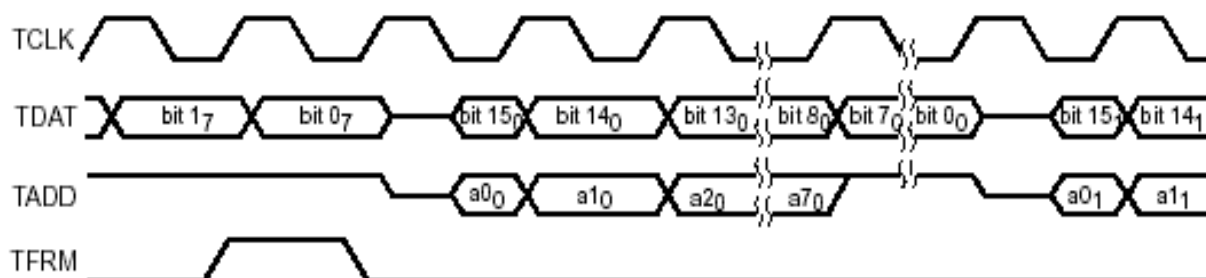 TCLK
TDAT bit 1₇ bit 0₇ bit 15₀ bit 14₀ bit 13₀ bit 8₀ bit 7₀ bit 0₀ bit 15₁ bit 14₁
TADD a0₀ a1₀ a2₀ a7₀ a0₁ a1₁
TFRM